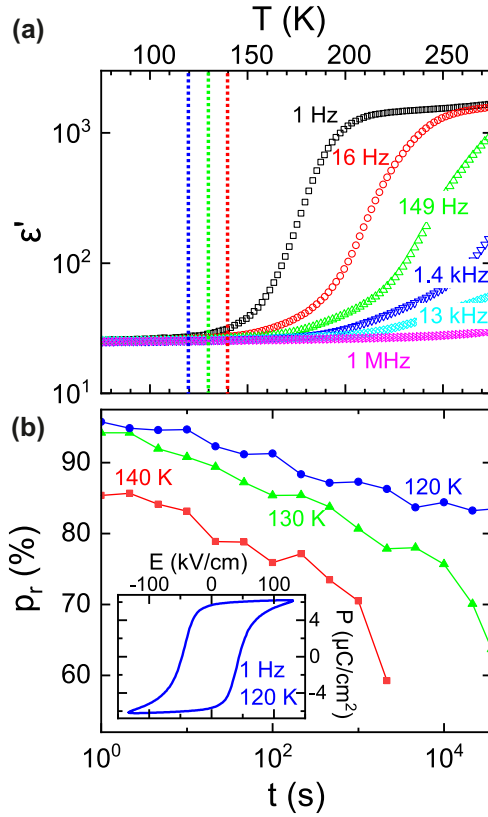 (a)
T (K)
100 150 200 250
ε'
10³
10²
10¹
1 Hz
16 Hz
149 Hz
1.4 kHz
13 kHz
1 MHz
(b)
pᵣ (%)
90
80
70
60
140 K
130 K
120 K
E (kV/cm)
-100 0 100
P (μC/cm²)
4
0
-4
1 Hz
120 K
10⁰ 10² 10⁴
t (s)